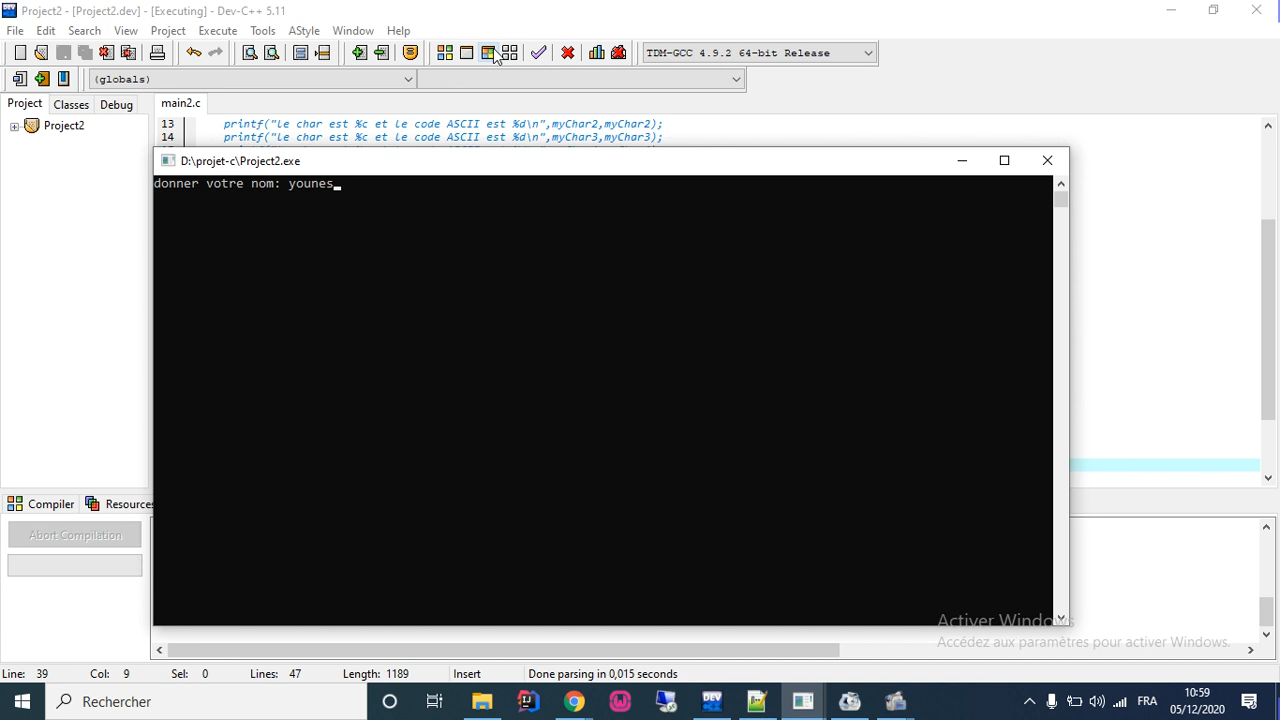 Project2 - [Project2.dev] - [Executing] - Dev-C++ 5.11
File Edit Search View Project Execute Tools AStyle Window Help
TDM-GCC 4.9.2 64-bit Release
(globals)
Project Classes Debug
main2.c
Project2
13 printf("le char est %c et le code ASCII est %d\n",myChar2,myChar2);
14 printf("le char est %c et le code ASCII est %d\n",myChar3,myChar3);
D:\projet-c\Project2.exe
donner votre nom: younes
Compiler Resources
Abort Compilation
Activer Windows
Accédez aux paramètres pour activer Windows.
Line: 39 Col: 9 Sel: 0 Lines: 47 Length: 1189 Insert Done parsing in 0,015 seconds
Rechercher
FRA
10:59
05/12/2020